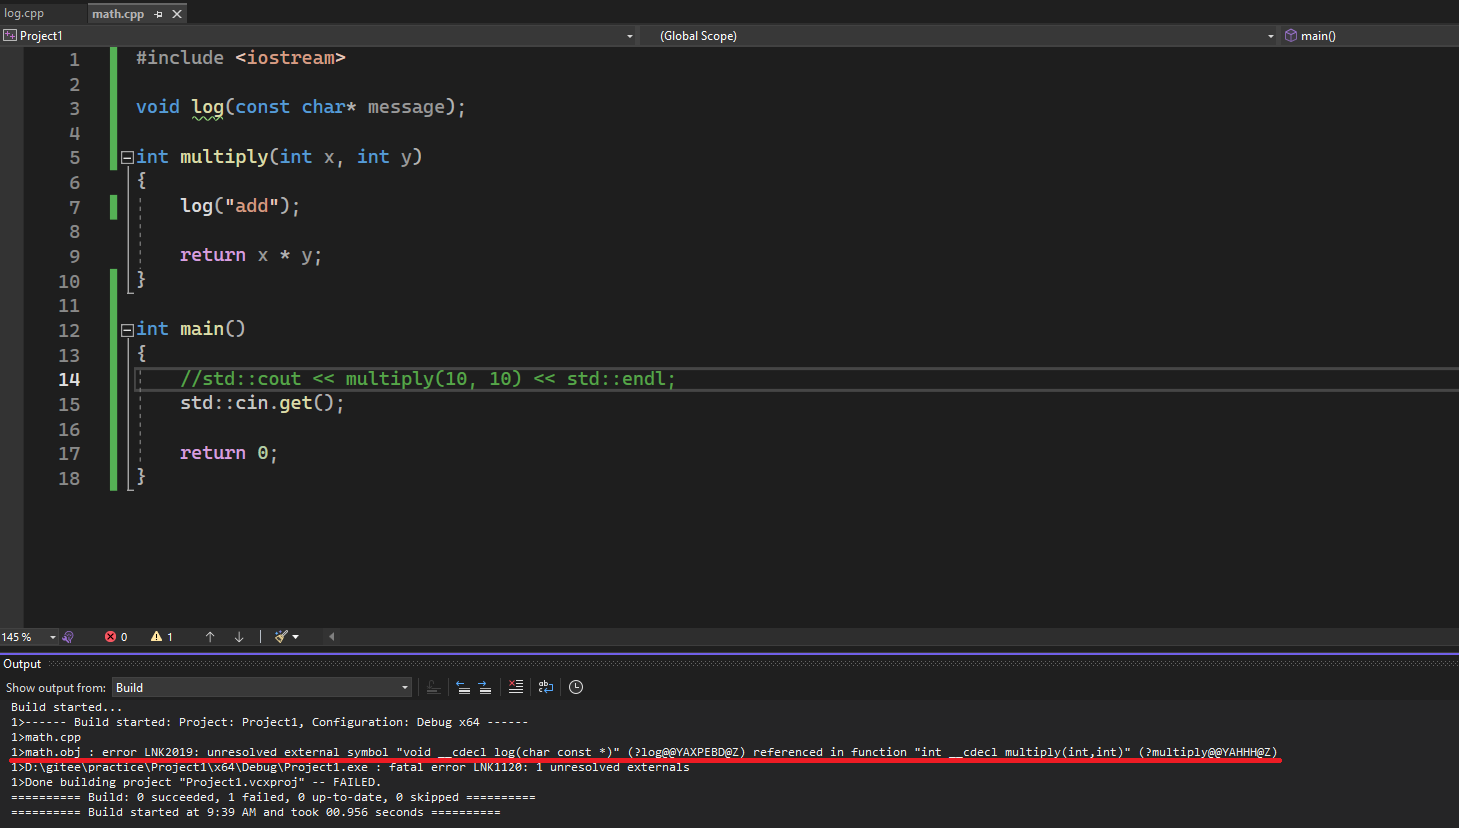 log.cpp math.cpp
Project1 (Global Scope) main()
1 #include <iostream>
2
3 void log(const char* message);
4
5 int multiply(int x, int y)
6 {
7 log("add");
8
9 return x * y;
10 }
11
12 int main()
13 {
14 //std::cout << multiply(10, 10) << std::endl;
15 std::cin.get();
16
17 return 0;
18 }
145 % 0 1
Output
Show output from: Build
Build started...
1>------ Build started: Project: Project1, Configuration: Debug x64 ------
1>math.cpp
1>math.obj : error LNK2019: unresolved external symbol "void __cdecl log(char const *)" (?log@@YAXPEBD@Z) referenced in function "int __cdecl multiply(int,int)" (?multiply@@YAHHH@Z)
1>D:\gitee\practice\Project1\x64\Debug\Project1.exe : fatal error LNK1120: 1 unresolved externals
1>Done building project "Project1.vcxproj" -- FAILED.
========== Build: 0 succeeded, 1 failed, 0 up-to-date, 0 skipped ==========
========== Build started at 9:39 AM and took 00.956 seconds ==========